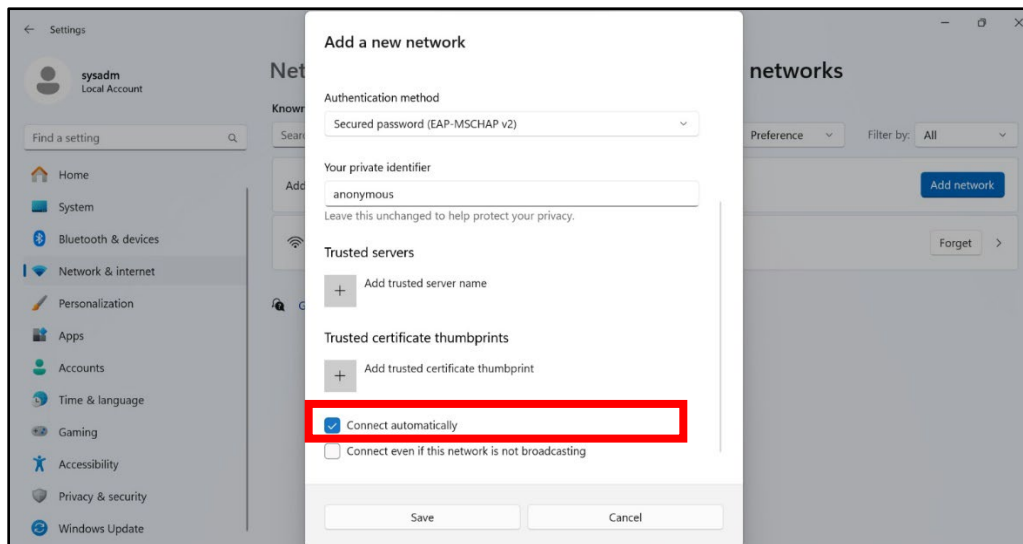 Settings
sysadm
Local Account
Find a setting
Home
System
Bluetooth & devices
Network & internet
Personalization
Apps
Accounts
Time & language
Gaming
Accessibility
Privacy & security
Windows Update
Net
networks
Known
Sear
Preference
Filter by:
All
Add
Add network
Forget
G
Add a new network
Authentication method
Secured password (EAP-MSCHAP v2)
Your private identifier
anonymous
Leave this unchanged to help protect your privacy.
Trusted servers
Add trusted server name
Trusted certificate thumbprints
Add trusted certificate thumbprint
Connect automatically
Connect even if this network is not broadcasting
Save
Cancel